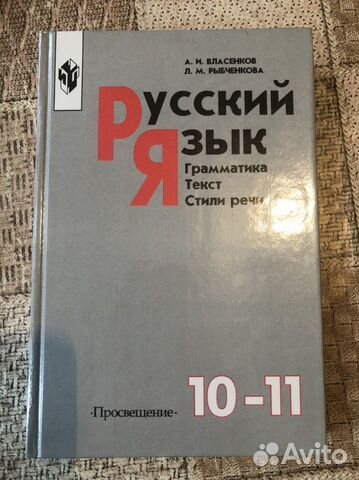 А. И. ВЛАСЕНКОВ
Л. М. РЫБЧЕНКОВА
РУССКИЙ
ЯЗЫК
Грамматика
Текст
Стили речи
·Просвещение·
10-11
Avito